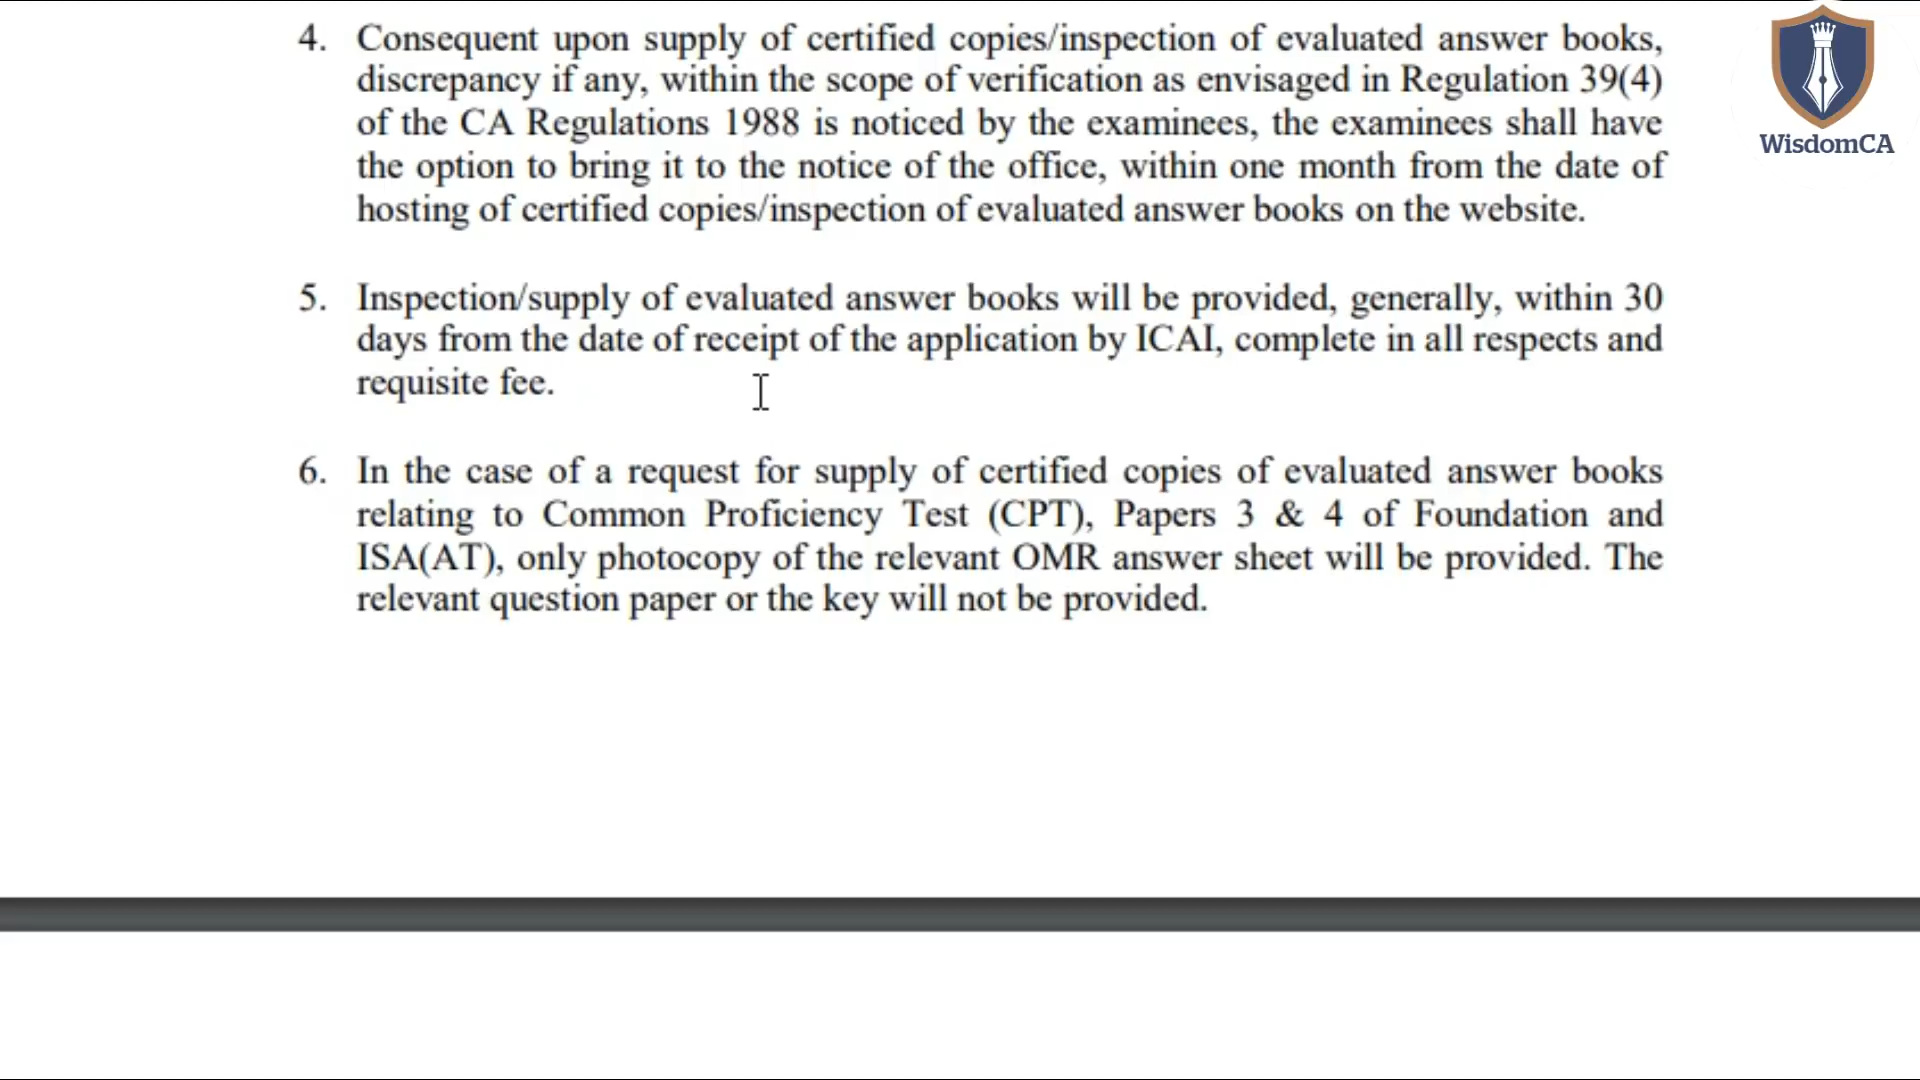 4. Consequent upon supply of certified copies/inspection of evaluated answer books,
discrepancy if any, within the scope of verification as envisaged in Regulation 39(4)
of the CA Regulations 1988 is noticed by the examinees, the examinees shall have
the option to bring it to the notice of the office, within one month from the date of
hosting of certified copies/inspection of evaluated answer books on the website.
WisdomCA
5. Inspection/supply of evaluated answer books will be provided, generally, within 30
days from the date of receipt of the application by ICAI, complete in all respects and
requisite fee.
6. In the case of a request for supply of certified copies of evaluated answer books
relating to Common Proficiency Test (CPT), Papers 3 & 4 of Foundation and
ISA(AT), only photocopy of the relevant OMR answer sheet will be provided. The
relevant question paper or the key will not be provided.